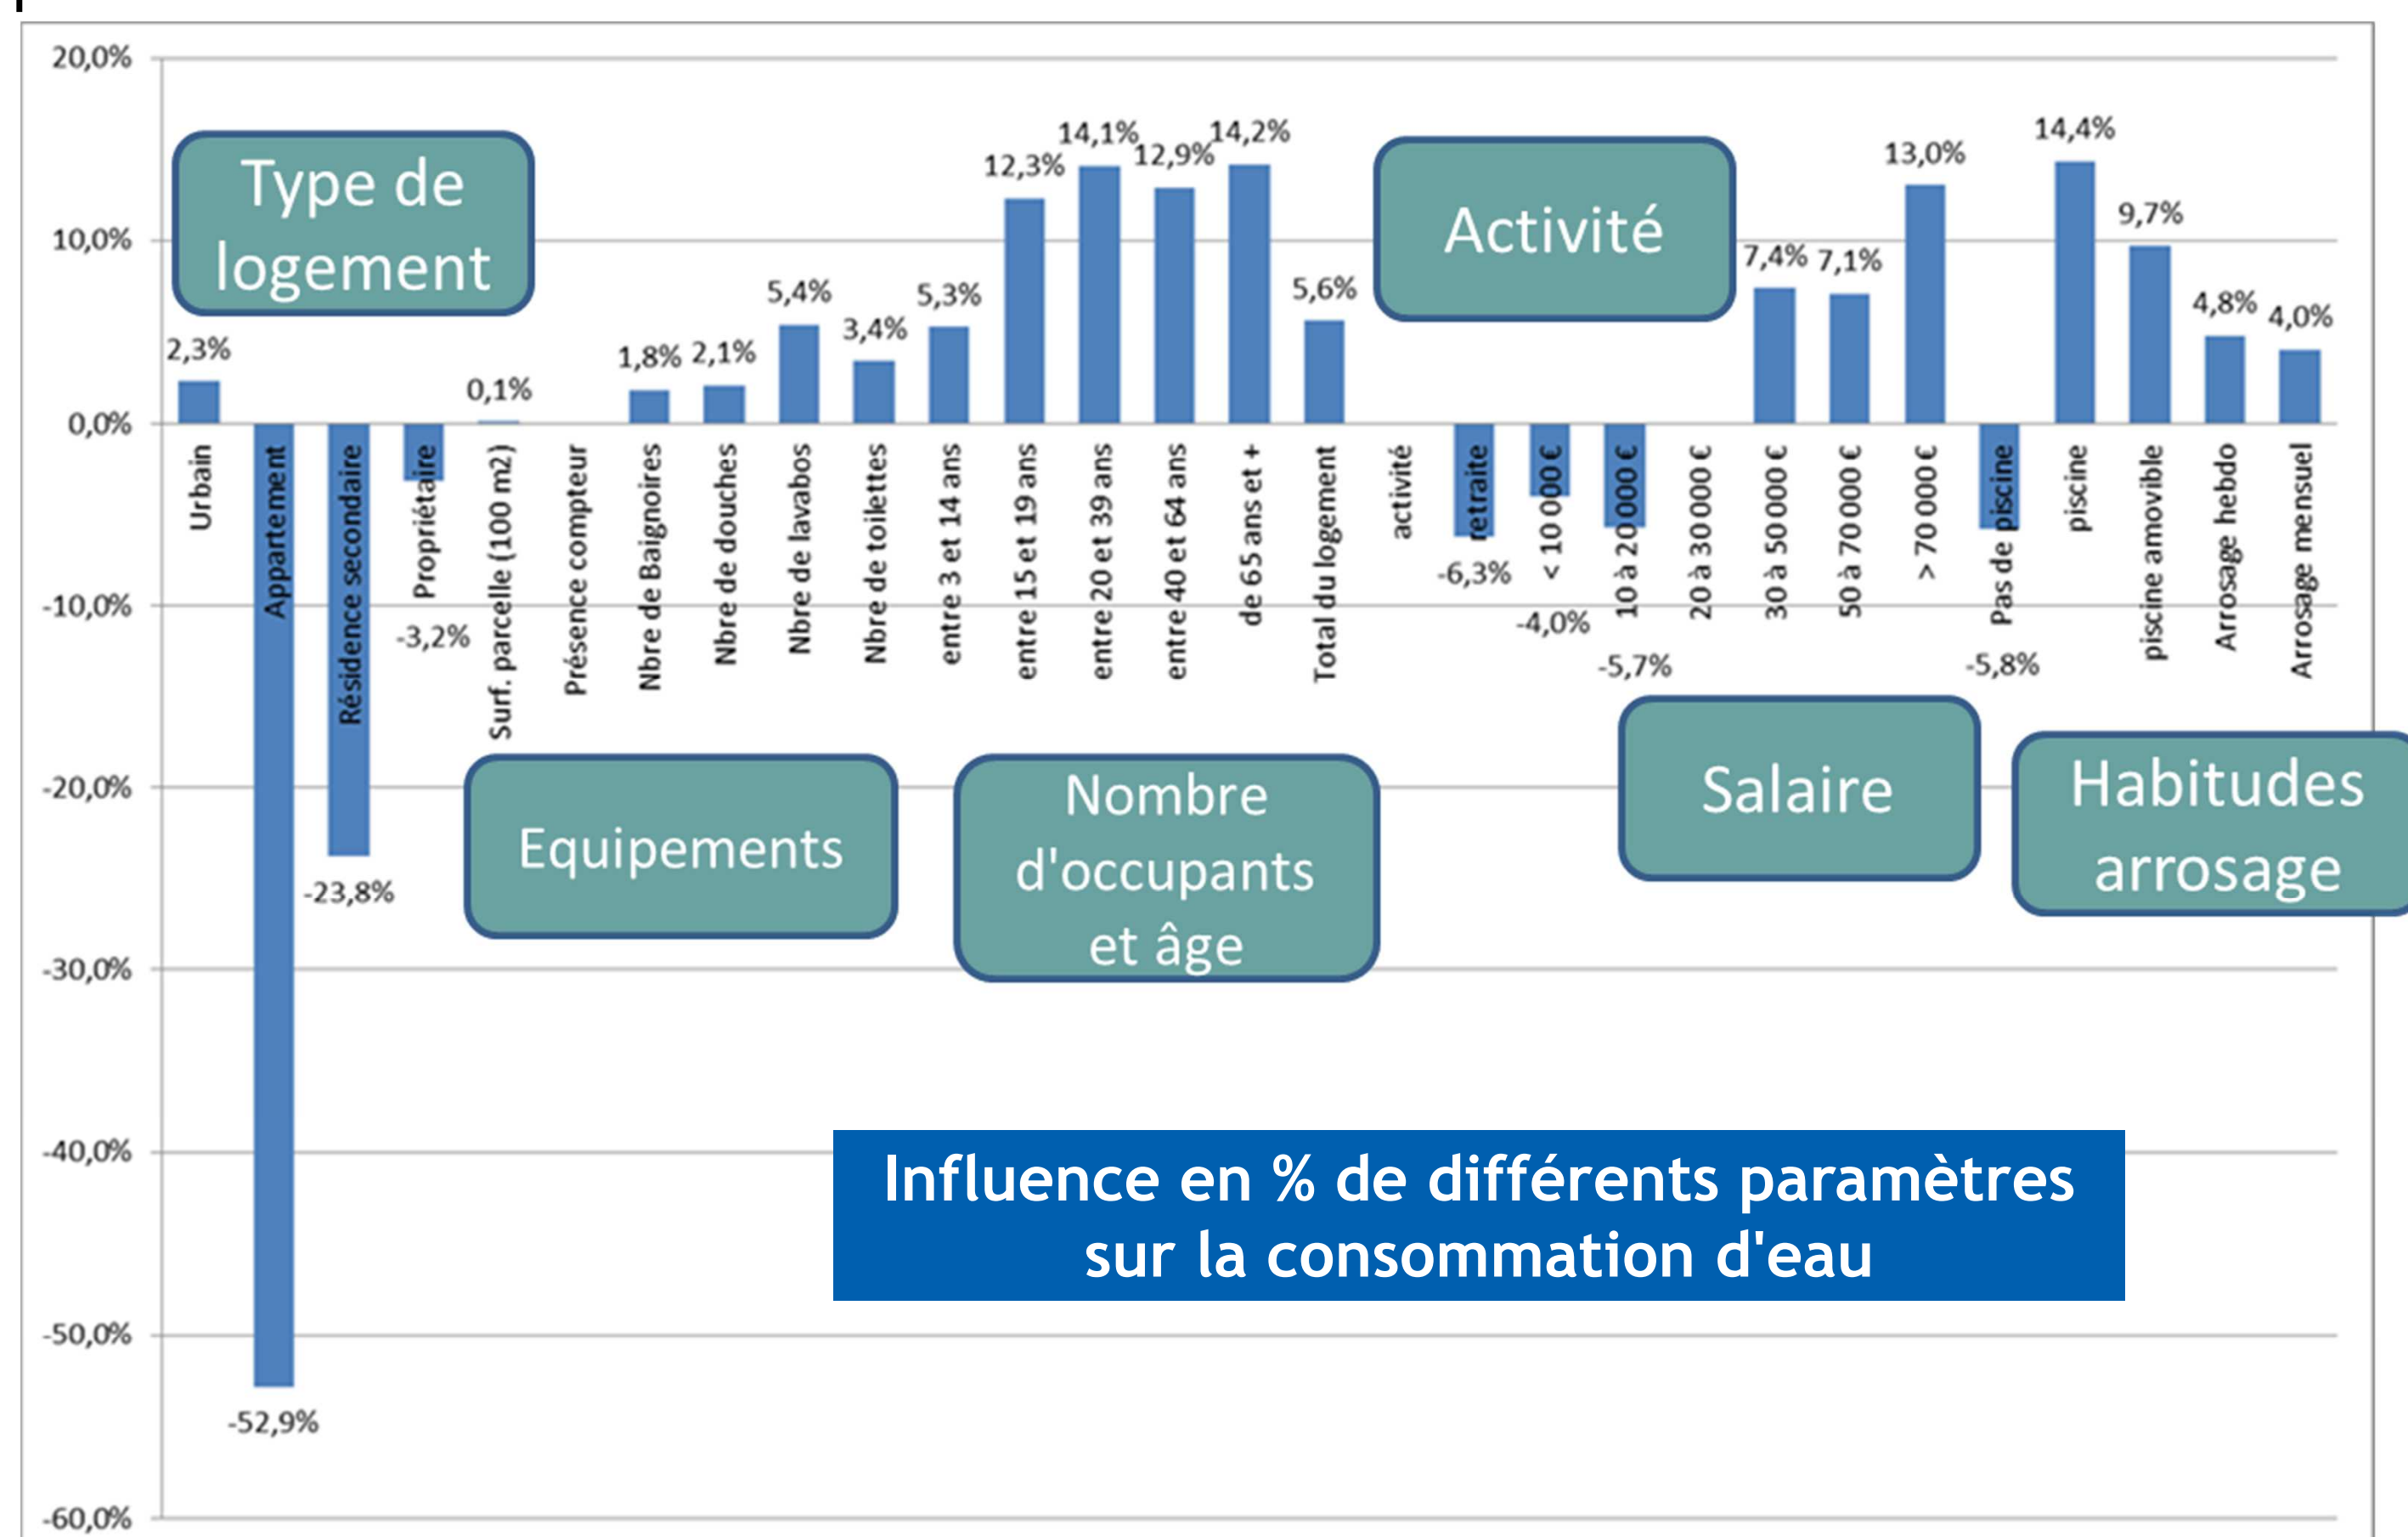 20,0%
10,0%
0,0%
-10,0%
-20,0%
-30,0%
-40,0%
-50,0%
-60,0%
Type de
logement
Activité
2,3%
-52,9%
-23,8%
-3,2%
0,1%
1,8%
2,1%
5,4%
3,4%
5,3%
12,3%
14,1%
12,9%
14,2%
5,6%
-6,3%
-4,0%
-5,7%
7,4%
7,1%
13,0%
-5,8%
14,4%
9,7%
4,8%
4,0%
Urbain
Appartement
Résidence secondaire
Propriétaire
Surf. parcelle (100 m2)
Présence compteur
Nbre de Baignoires
Nbre de douches
Nbre de lavabos
Nbre de toilettes
entre 3 et 14 ans
entre 15 et 19 ans
entre 20 et 39 ans
entre 40 et 64 ans
de 65 ans et +
Total du logement
activité
retraite
< 10 000 €
10 à 20 000 €
20 à 30 000 €
30 à 50 000 €
50 à 70 000 €
> 70 000 €
Pas de piscine
piscine
piscine amovible
Arrosage hebdo
Arrosage mensuel
Equipements
Nombre
d'occupants
et âge
Salaire
Habitudes
arrosage
Influence en % de différents paramètres
sur la consommation d'eau